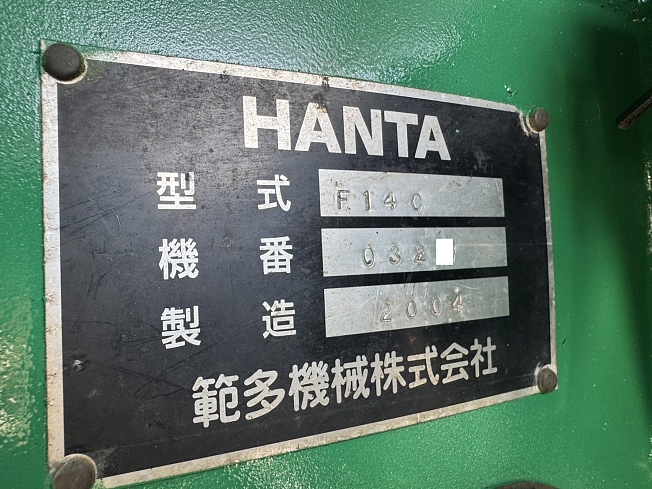 HANTA
型式 F14C
機番 032
製造 2004
範多機械株式会社